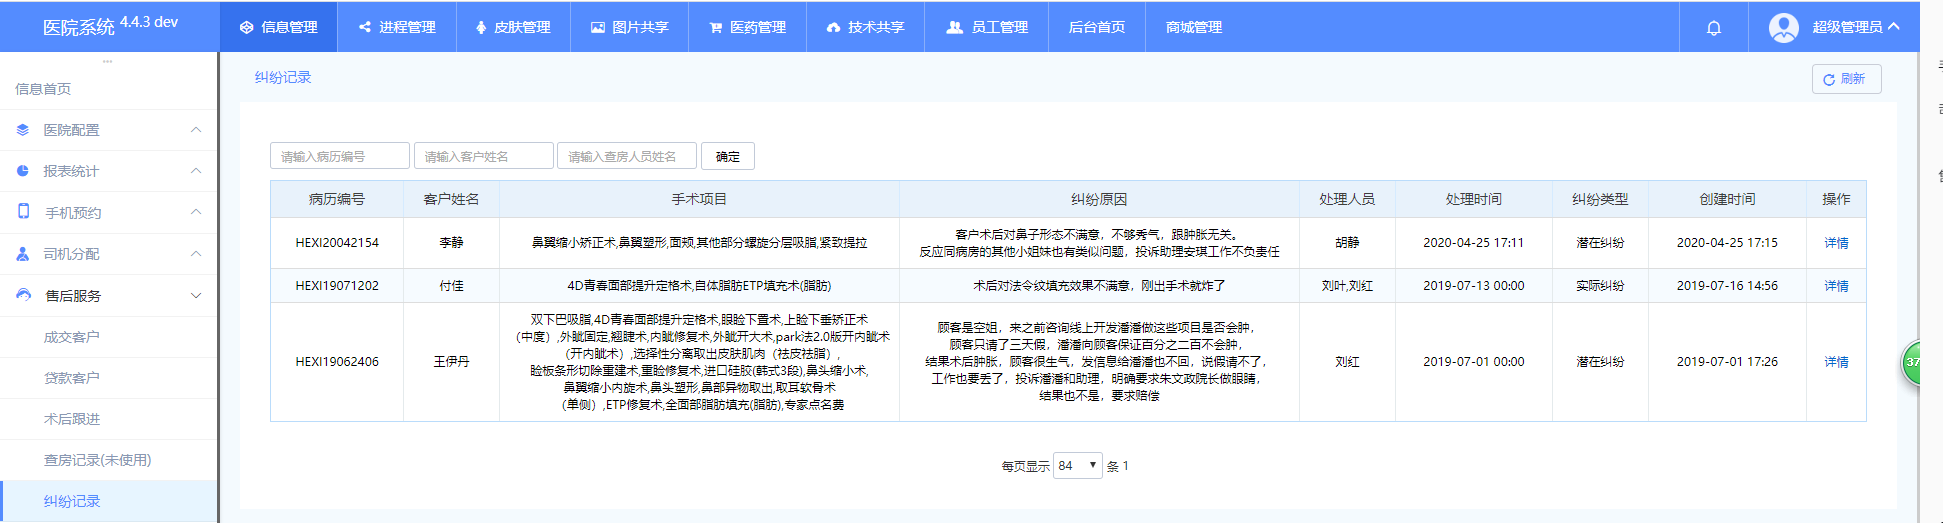 医院系统 4.4.3 dev
信息管理
进程管理
皮肤管理
图片共享
医药管理
技术共享
员工管理
后台首页
商城管理
超级管理员
信息首页
医院配置
报表统计
手机预约
司机分配
售后服务
成交客户
贷款客户
术后跟进
查房记录(未使用)
纠纷记录
纠纷记录
刷新
请输入病历编号 请输入客户姓名 请输入查房人员姓名 确定
病历编号 客户姓名 手术项目 纠纷原因 处理人员 处理时间 纠纷类型 创建时间 操作
HEXI20042154
李静
鼻翼缩小矫正术,鼻翼塑形,面颊,其他部分螺旋分层吸脂,紧致提拉
客户术后对鼻子形态不满意，不够秀气，跟肿胀无关。
反应同病房的其他小姐妹也有类似问题，投诉助理安琪工作不负责任
胡静
2020-04-25 17:11
潜在纠纷
2020-04-25 17:15
详情
HEXI19071202
付佳
4D青春面部提升定格术,自体脂肪ETP填充术(脂肪)
术后对法令纹填充效果不满意，刚出手术就炸了
刘叶,刘红
2019-07-13 00:00
实际纠纷
2019-07-16 14:56
详情
HEXI19062406
王伊丹
双下巴吸脂,4D青春面部提升定格术,眼睑下置术,上睑下垂矫正术
（中度）,外眦固定,翘睫术,内眦修复术,外眦开大术,park法2.0版开内眦术
（开内眦术）,选择性分离取出皮肤肌肉（祛皮祛脂）,
睑板条形切除重建术,重睑修复术,进口硅胶(韩式3段),鼻头缩小术,
鼻翼缩小内旋术,鼻头塑形,鼻部异物取出,取耳软骨术
（单侧）,ETP修复术,全面部脂肪填充(脂肪),专家点名费
顾客是空姐，来之前咨询线上开发潘潘做这些项目是否会肿，
顾客只请了三天假，潘潘向顾客保证百分之二百不会肿，
结果术后肿胀，顾客很生气，发信息给潘潘也不回，说假请不了，
工作也要丢了，投诉潘潘和助理，明确要求朱文政院长做眼睛，
结果也不是，要求赔偿
刘红
2019-07-01 00:00
潜在纠纷
2019-07-01 17:26
详情
每页显示 84 条 1
37